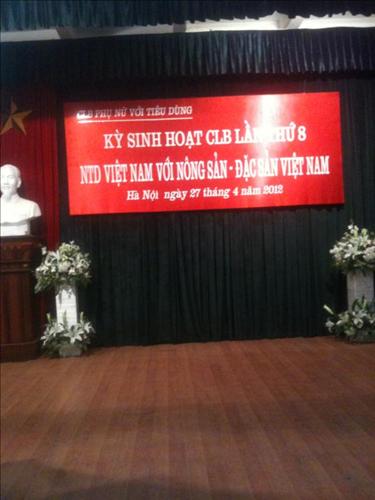 CLB PHỤ NỮ VỚI TIÊU DÙNG
KỲ SINH HOẠT CLB LẦN THỨ 8
NTD VIỆT NAM VỚI NÔNG SẢN - ĐẶC SẢN VIỆT NAM
Hà Nội ngày 27 tháng 4 năm 2012